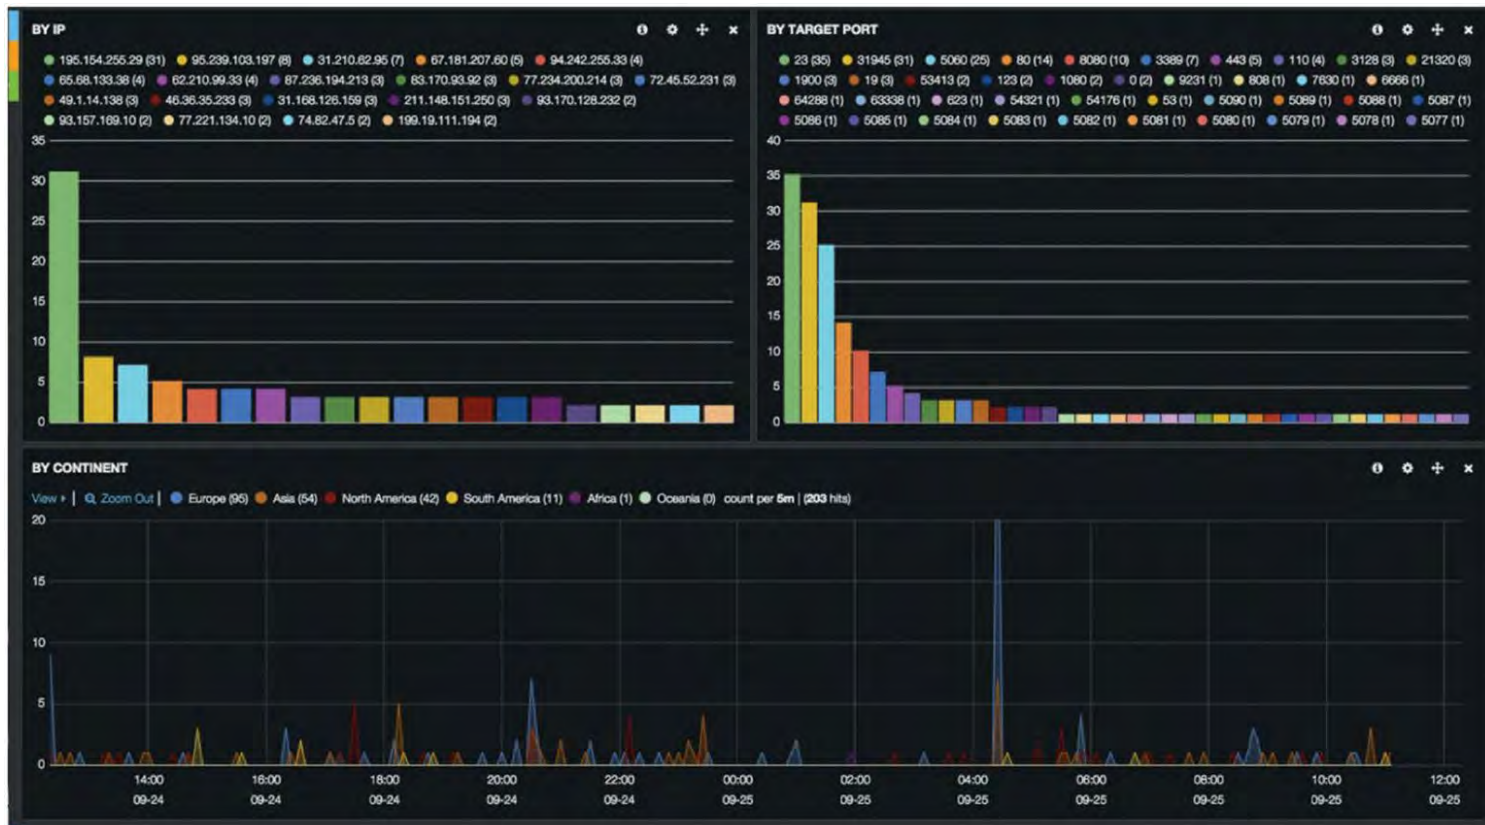 BY IP
195.154.255.29 (31) 95.239.103.197 (8) 31.210.62.95 (7) 67.181.207.60 (5) 94.242.255.33 (4)
65.68.133.38 (4) 62.210.99.33 (4) 87.236.194.213 (3) 83.170.93.92 (3) 77.234.200.214 (3) 72.45.52.231 (3)
49.1.14.138 (3) 46.36.35.233 (3) 31.168.126.159 (3) 211.148.151.250 (3) 93.170.128.232 (2)
93.157.169.10 (2) 77.221.134.10 (2) 74.82.47.5 (2) 199.19.111.194 (2)
35
30
25
20
15
10
5
0
BY TARGET PORT
23 (35) 31945 (31) 5060 (25) 80 (14) 8080 (10) 3389 (7) 443 (5) 110 (4) 3128 (3) 21320 (3)
1900 (3) 19 (3) 53413 (2) 123 (2) 1080 (2) 0 (2) 9231 (1) 808 (1) 7630 (1) 6666 (1)
64288 (1) 63338 (1) 623 (1) 54321 (1) 54176 (1) 53 (1) 5090 (1) 5089 (1) 5088 (1) 5087 (1)
5086 (1) 5085 (1) 5084 (1) 5083 (1) 5082 (1) 5081 (1) 5080 (1) 5079 (1) 5078 (1) 5077 (1)
40
35
30
25
20
15
10
5
0
BY CONTINENT
View | Zoom Out | Europe (95) Asia (54) North America (42) South America (11) Africa (1) Oceania (0) count per 5m | (203 hits)
20
15
10
5
0
14:00 16:00 18:00 20:00 22:00 00:00 02:00 04:00 06:00 08:00 10:00 12:00
09-24 09-24 09-24 09-24 09-24 09-25 09-25 09-25 09-25 09-25 09-25 09-25